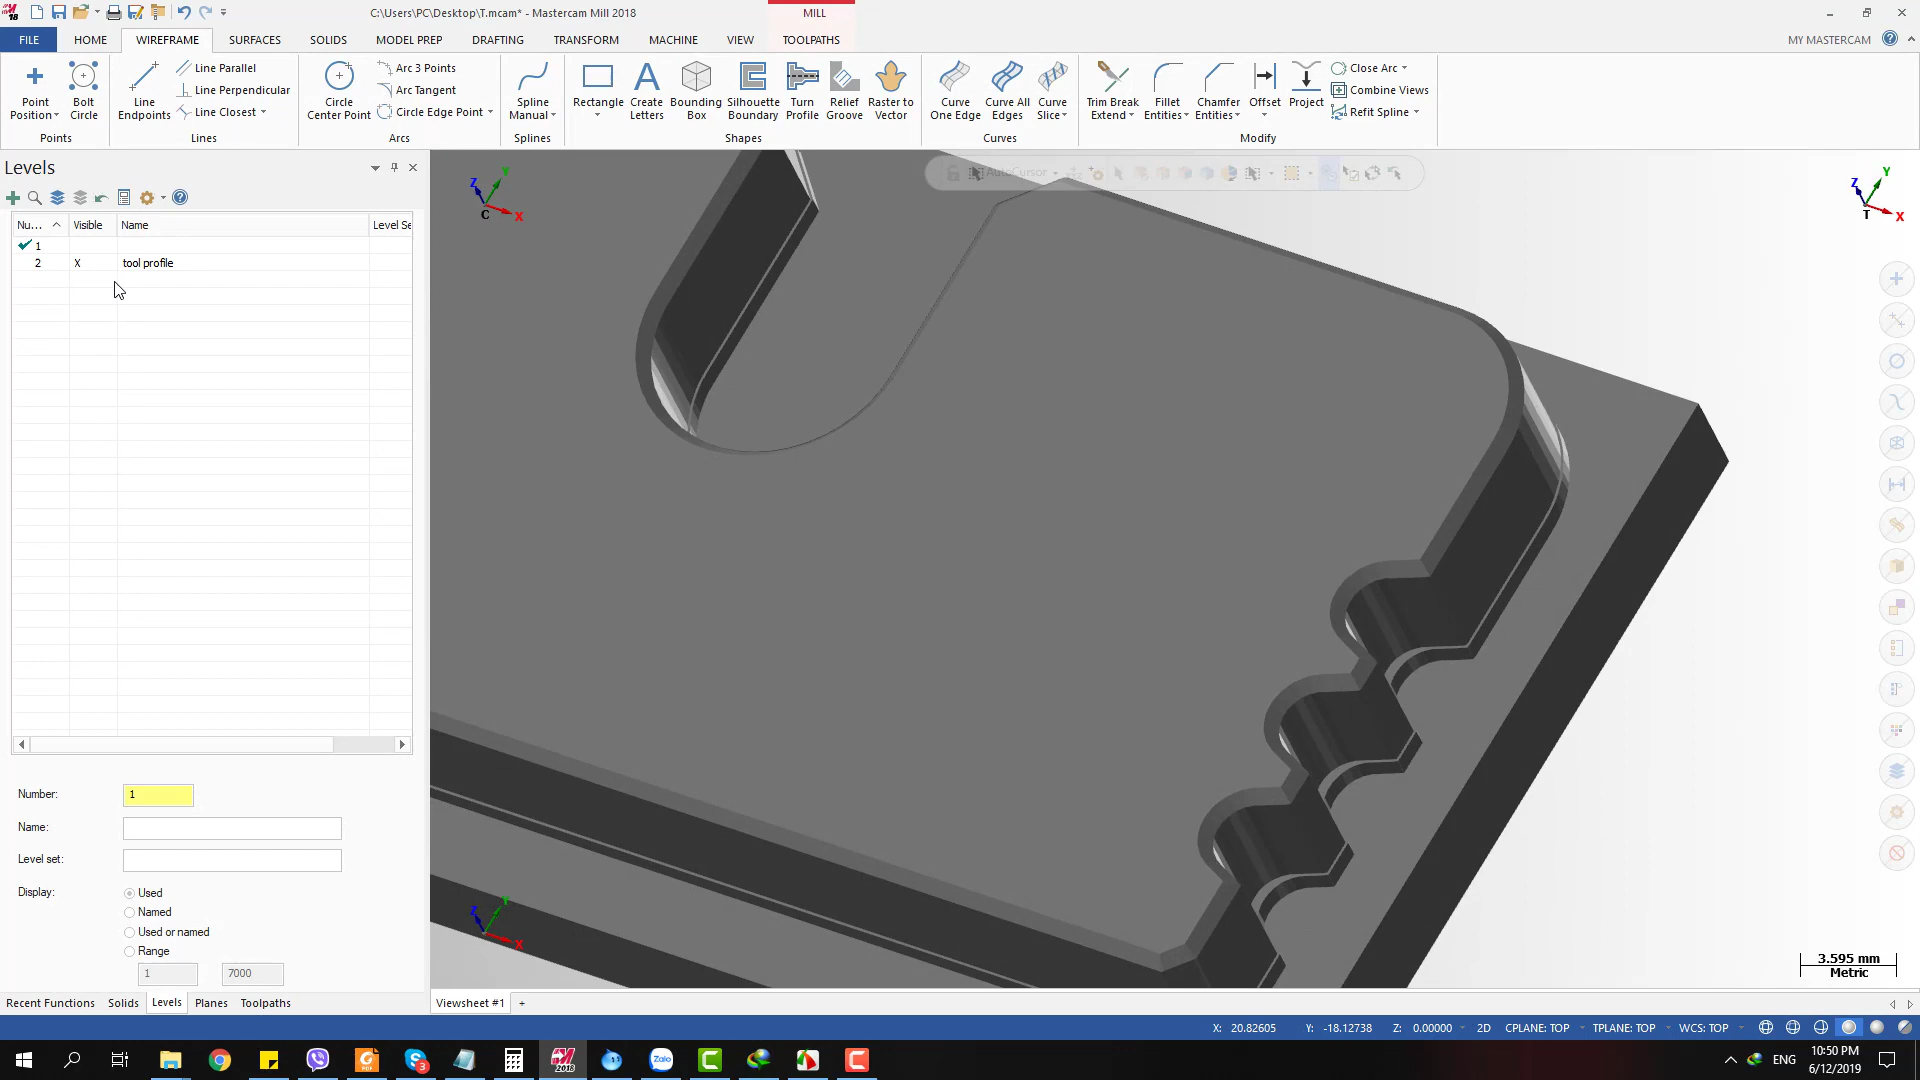 C:\Users\PC\Desktop\T.mcam* - Mastercam Mill 2018
MILL
FILE
HOME
WIREFRAME
SURFACES
SOLIDS
MODEL PREP
DRAFTING
TRANSFORM
MACHINE
VIEW
TOOLPATHS
MY MASTERCAM
Point
Position
Bolt
Circle
Points
Line
Endpoints
Line Parallel
Line Perpendicular
Line Closest
Lines
Circle
Center Point
Arc 3 Points
Arc Tangent
Circle Edge Point
Arcs
Spline
Manual
Splines
Rectangle
Create
Letters
Bounding
Box
Silhouette
Boundary
Turn
Profile
Relief
Groove
Raster to
Vector
Shapes
Curve
One Edge
Curve All
Edges
Curve
Slice
Curves
Trim Break
Extend
Fillet
Entities
Chamfer
Entities
Offset
Project
Close Arc
Combine Views
Refit Spline
Modify
Levels
AutoCursor
Z Y X C
Z Y X T
Nu... Visible Name Level Se
1
2 X tool profile
Number: 1
Name:
Level set:
Display:
Used
Named
Used or named
Range
1 7000
Z Y X
3.595 mm
Metric
Recent Functions Solids Levels Planes Toolpaths
Viewsheet #1 +
X: 20.82605 Y: -18.12738 Z: 0.00000 2D CPLANE: TOP TPLANE: TOP WCS: TOP
2018
3
Zalo
ENG
10:50 PM
6/12/2019